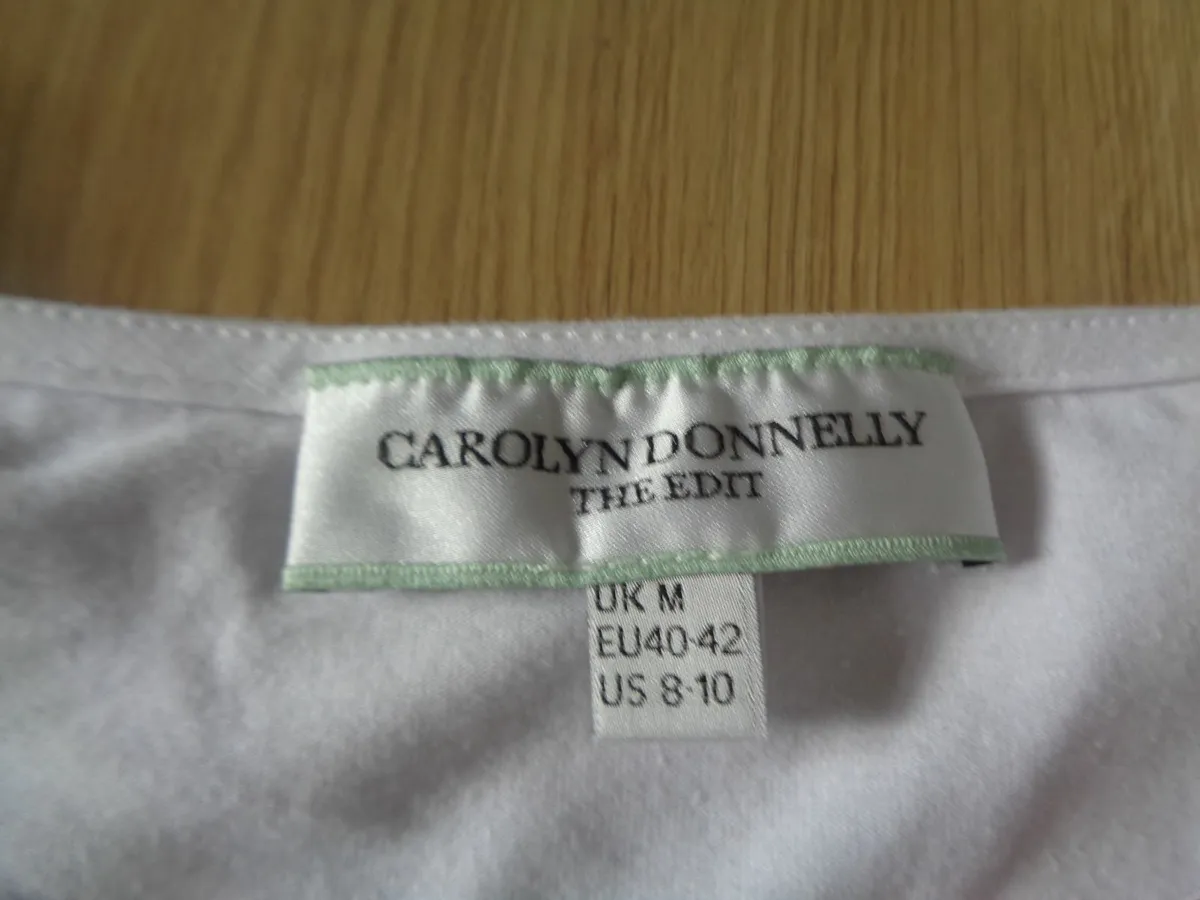 CAROLYN DONNELLY
THE EDIT
UK M
EU40-42
US 8-10